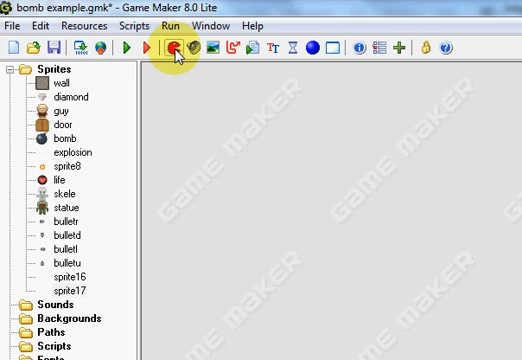 bomb example.gmk* - Game Maker 8.0 Lite
File Edit Resources Scripts Run Window Help
Sprites
wall
diamond
guy
door
bomb
explosion
sprite8
life
skele
statue
bulletr
bulletd
bulletl
bulletu
sprite16
sprite17
Sounds
Backgrounds
Paths
Scripts
Fonts
GAME MAKER
GAME MAKER
GAME MAKER
GAME MAKER